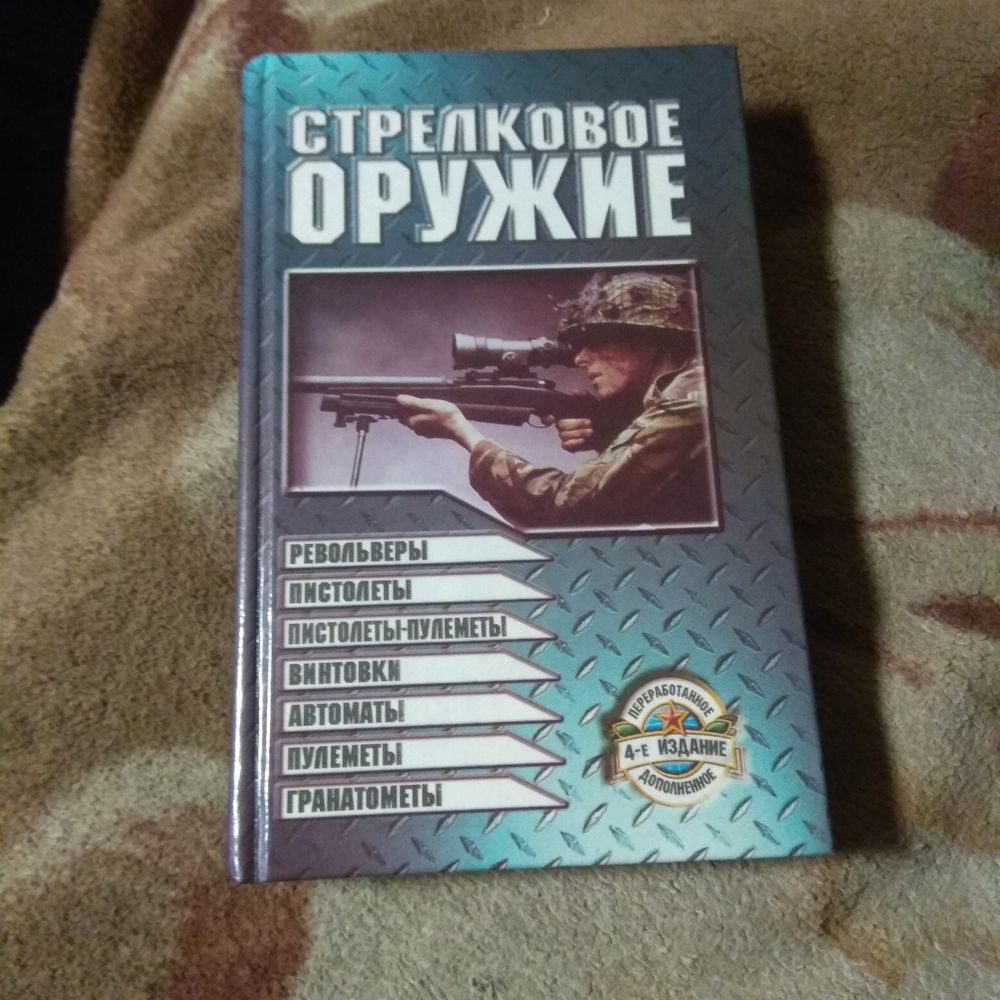 СТРЕЛКОВОЕ
ОРУЖИЕ
РЕВОЛЬВЕРЫ
ПИСТОЛЕТЫ
ПИСТОЛЕТЫ-ПУЛЕМЕТЫ
ВИНТОВКИ
АВТОМАТЫ
ПУЛЕМЕТЫ
ГРАНАТОМЕТЫ
ПЕРЕРАБОТАННОЕ
4-Е ИЗДАНИЕ
ДОПОЛНЕННОЕ